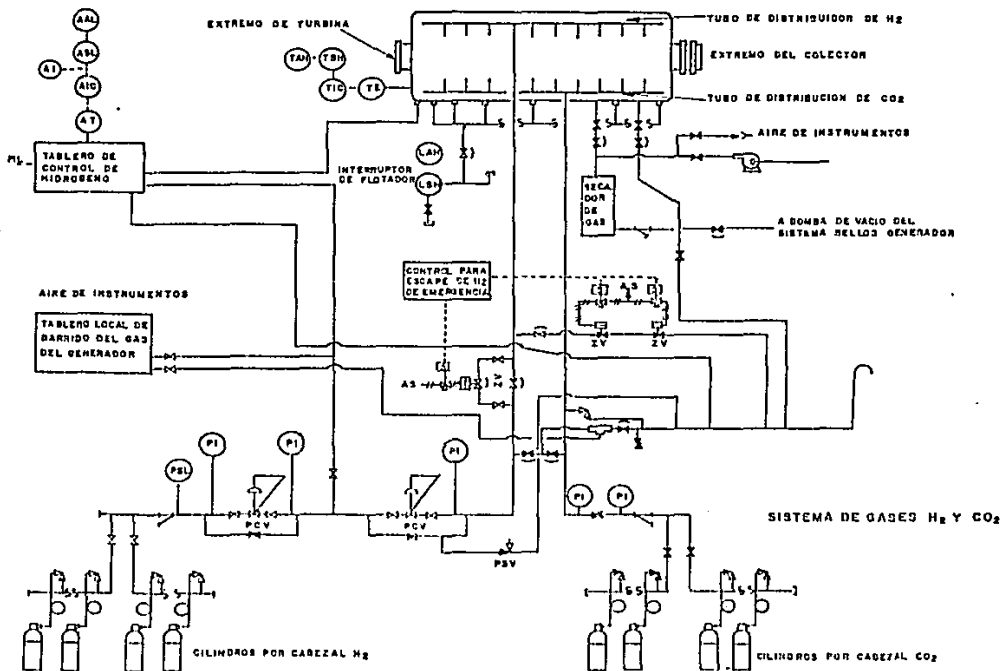 EXTREMO DE TURBINA
TUBO DE DISTRIBUIDOR DE H2
EXTREMO DEL COLECTOR
TUBO DE DISTRIBUCION DE CO2
AAL
ASL
AI
AIC
AT
TAH
TSH
TIC
TE
TABLERO DE
CONTROL DE
HIDROGENO
S
S
S
S
S
S
LAH
INTERRUPTOR
DE FLOTADOR
LSH
AIRE DE INSTRUMENTOS
SECA
DOR
DE
GAS
A BOMBA DE VACIO DEL
SISTEMA SELLOS GENERADOR
CONTROL PARA
ESCAPE DE H2
DE EMERGENCIA
AS
ZV
ZV
AIRE DE INSTRUMENTOS
TABLERO LOCAL DE
BARRIDO DEL GAS
DEL GENERADOR
AS
ZV
PSL
PI
PI
PI
PCV
PCV
PSV
PI
PI
SISTEMA DE GASES H2 Y CO2
S
S
S
S
S
S
S
S
CILINDROS POR CABEZAL H2
CILINDROS POR CABEZAL CO2